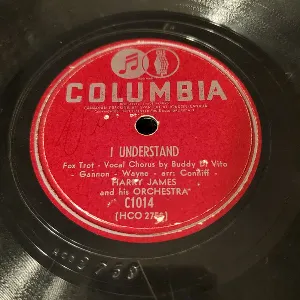 COLUMBIA
I UNDERSTAND
Fox Trot - Vocal Chorus by Buddy Di Vito
- Gannon - Wayne - arr: Conniff -
HARRY JAMES
and his ORCHESTRA
C1014